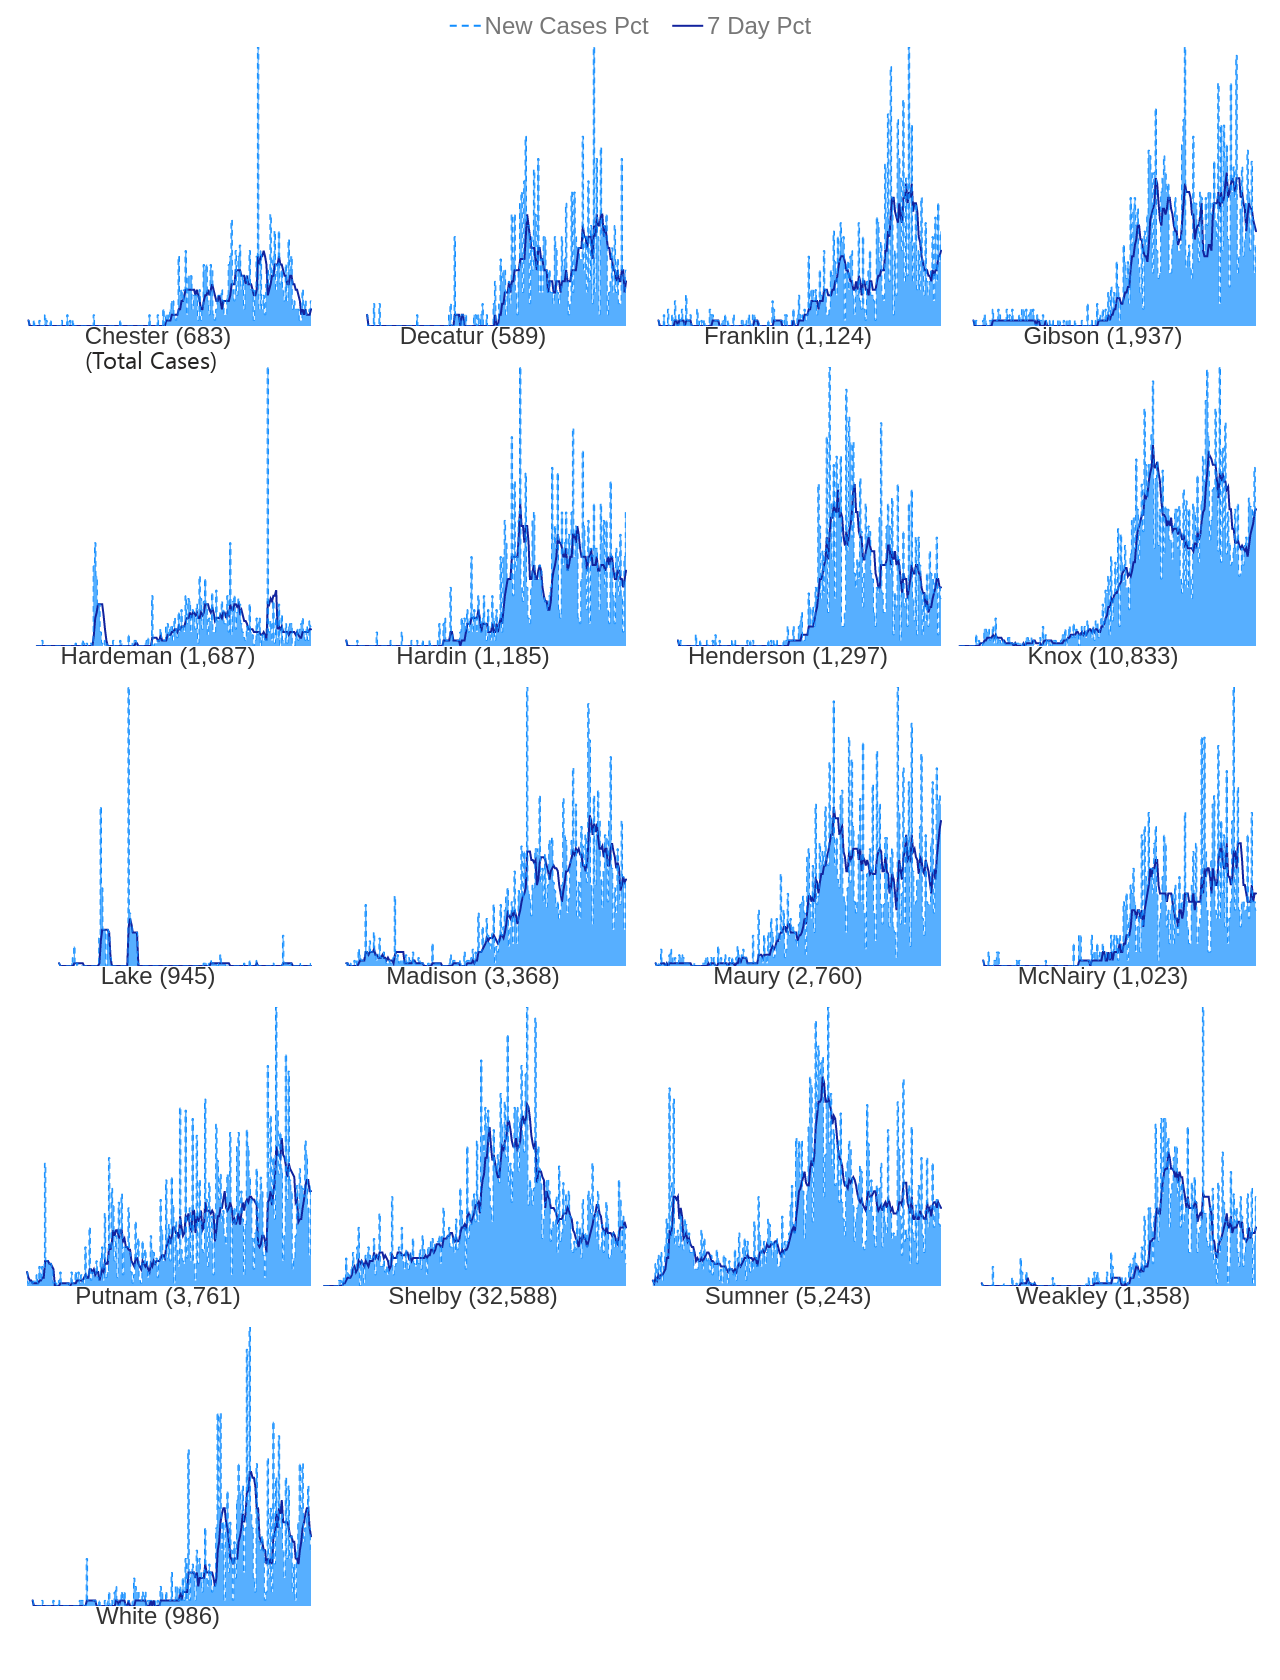 New Cases Pct 7 Day Pct
Chester (683) Decatur (589) Franklin (1,124) Gibson (1,937)
(Total Cases)
Hardeman (1,687) Hardin (1,185) Henderson (1,297) Knox (10,833)
Lake (945) Madison (3,368) Maury (2,760) McNairy (1,023)
Putnam (3,761) Shelby (32,588) Sumner (5,243) Weakley (1,358)
White (986)